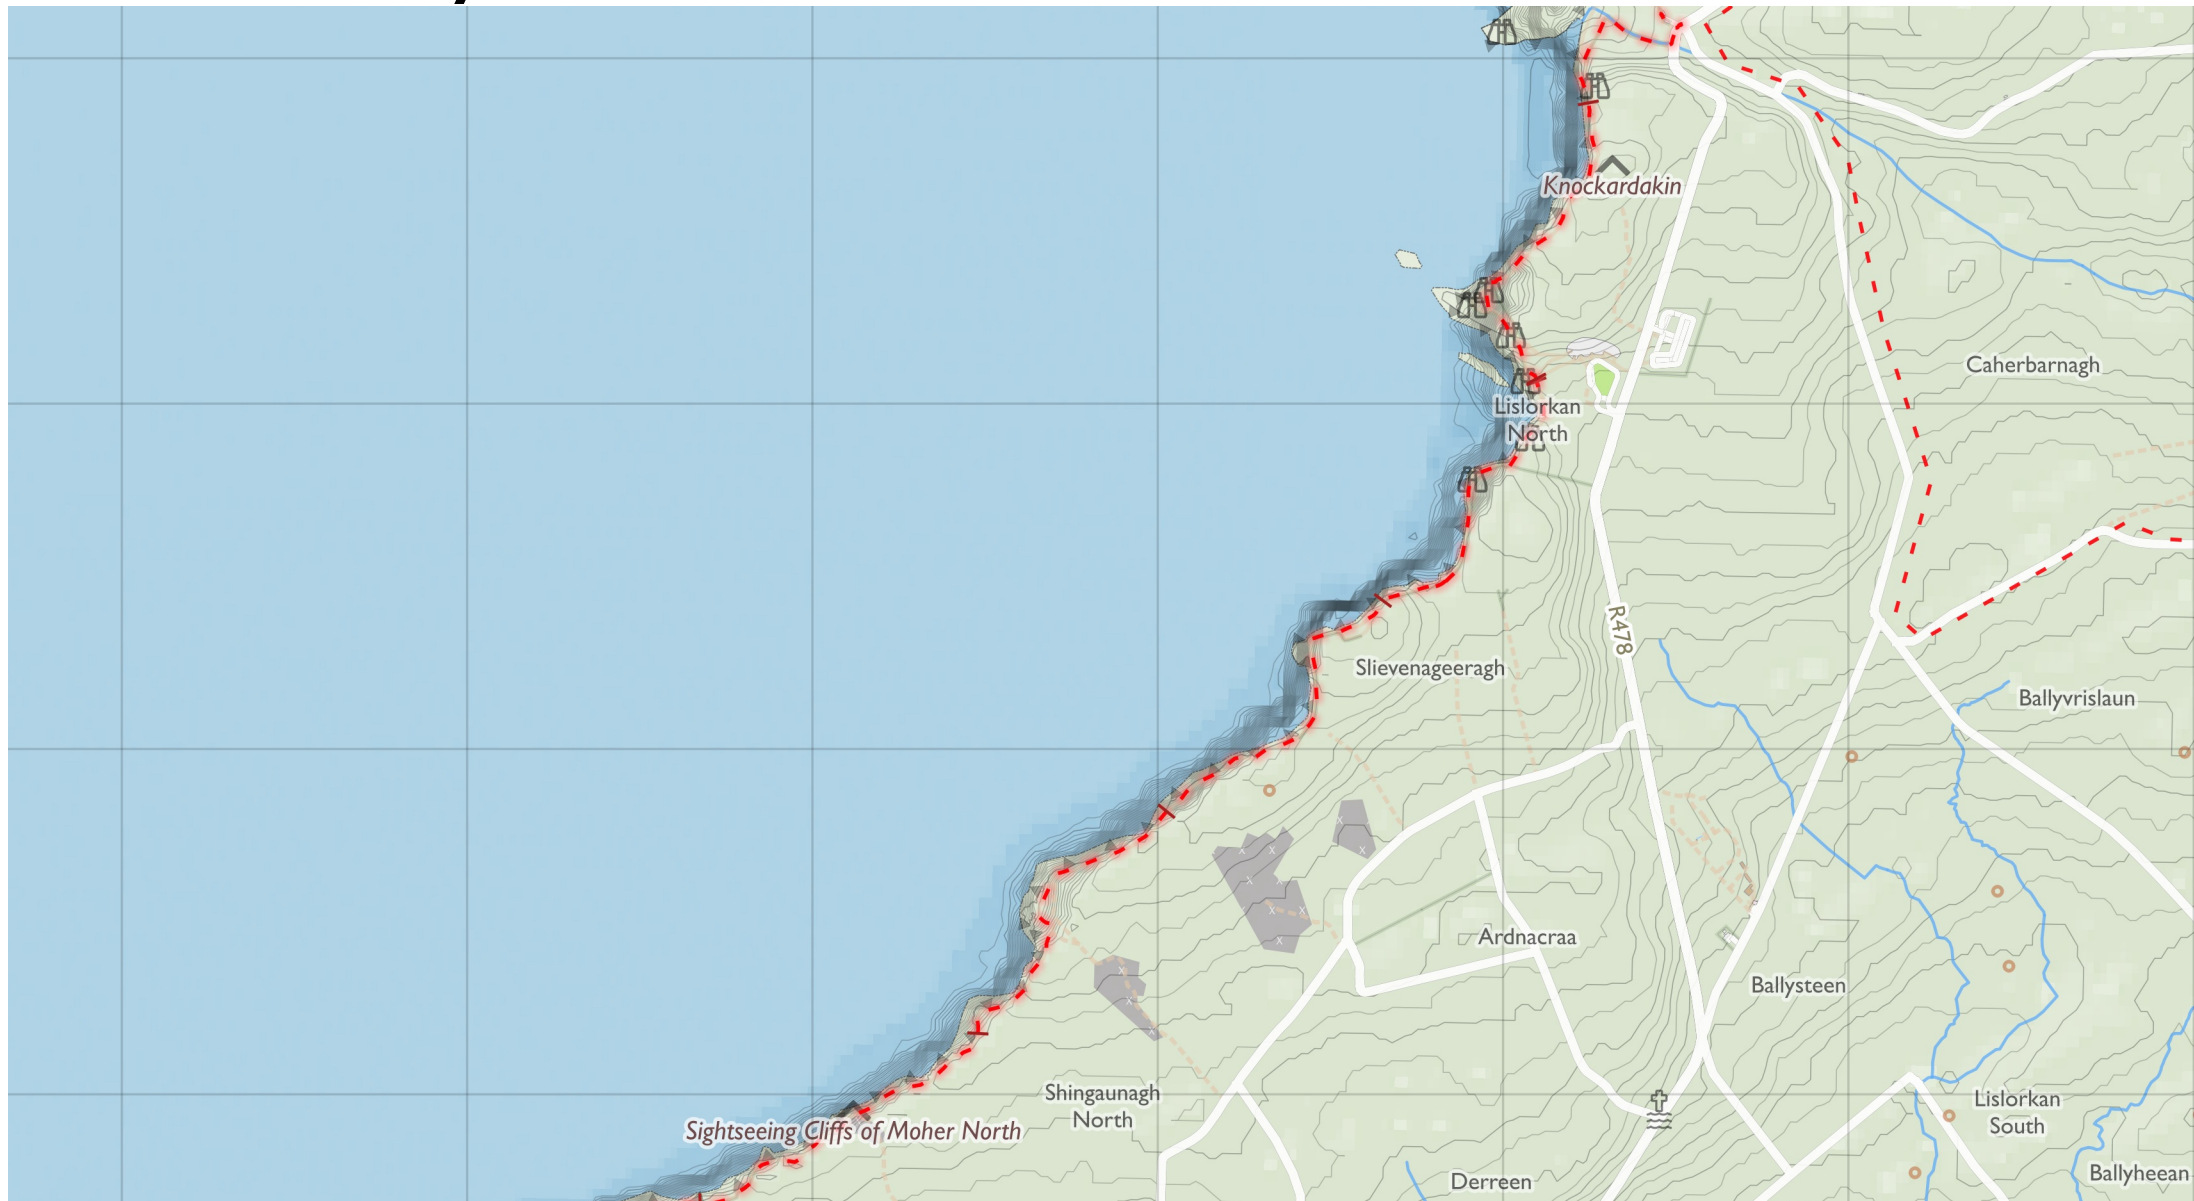 Knockardakin
Caherbarnagh
Lislorkan
North
R478
Slievenageeragh
Ballyvrislaun
Ardnacraa
Ballysteen
Shingaunagh
North
Lislorkan
South
Sightseeing Cliffs of Moher North
Derreen
Ballyheean